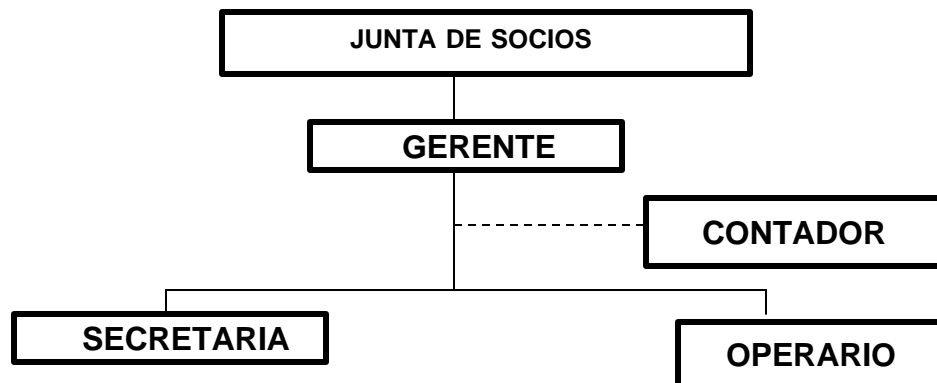 JUNTA DE SOCIOS
GERENTE
CONTADOR
SECRETARIA
OPERARIO